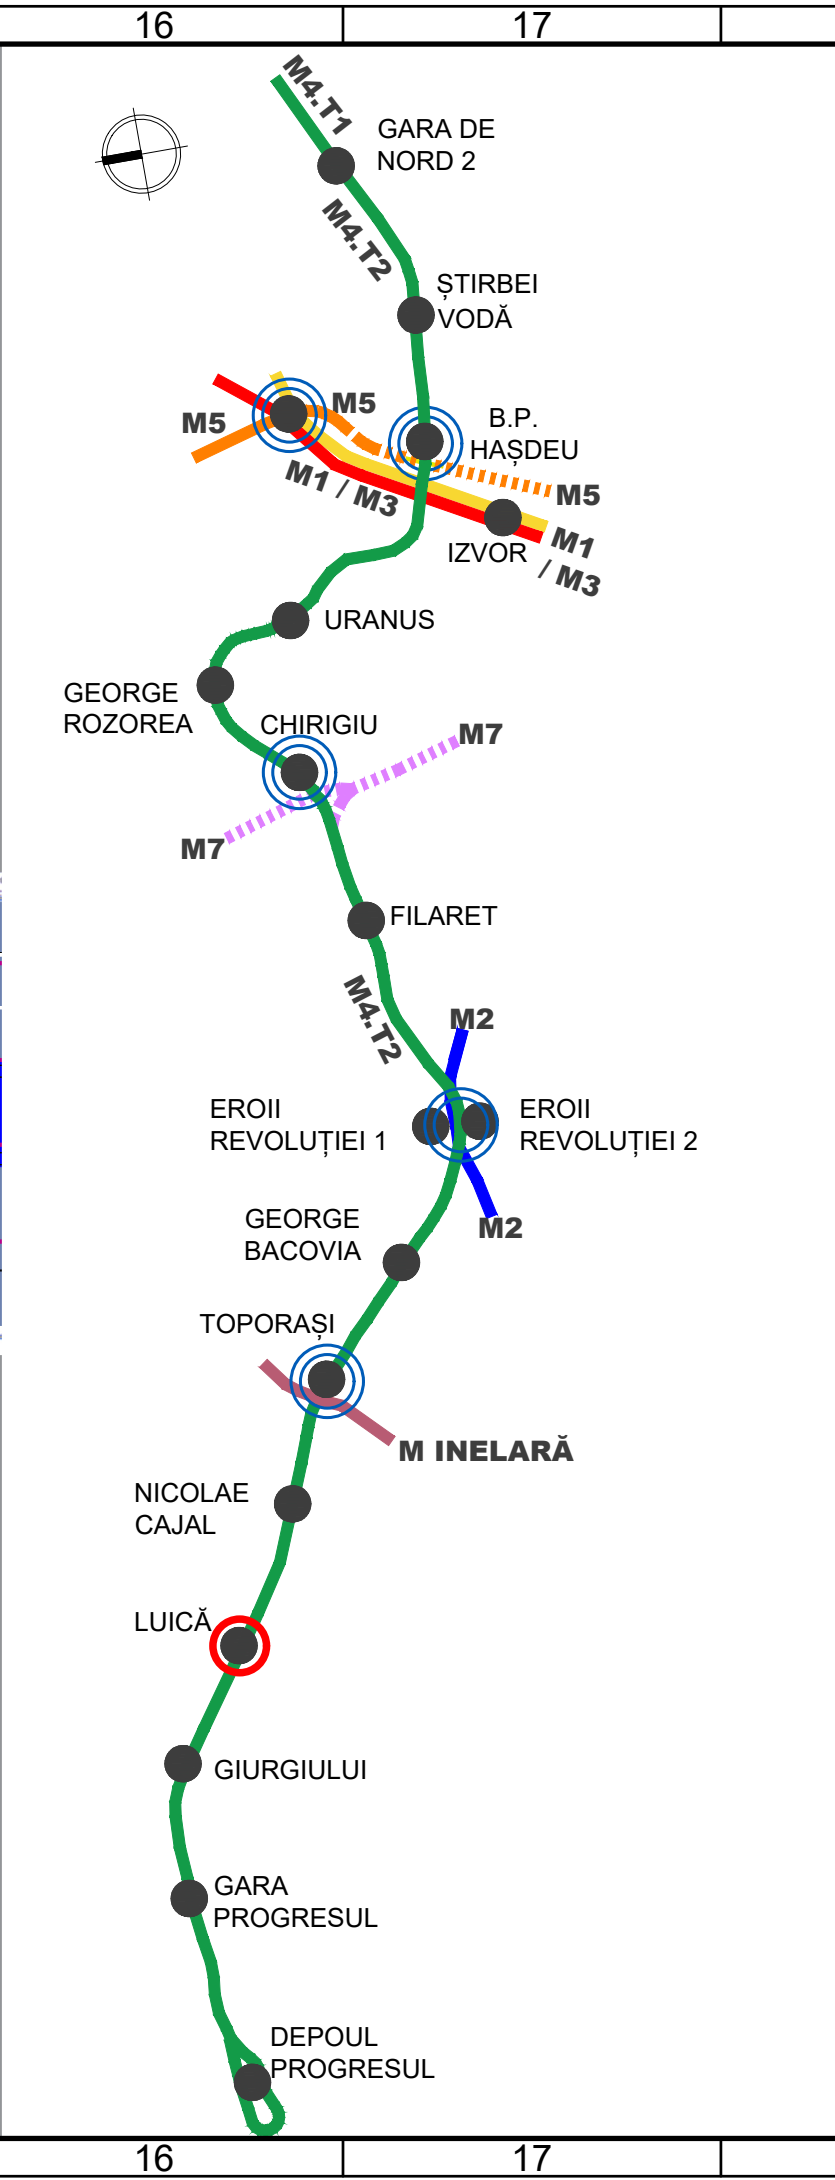 16
17
M4.T1
GARA DE
NORD 2
M4.T2
ȘTIRBEI
VODĂ
M5
M5
B.P.
HAȘDEU
M1 / M3
M5
IZVOR
M1
/ M3
URANUS
GEORGE
ROZOREA
CHIRIGIU
M7
M7
FILARET
M4.T2
M2
EROII
REVOLUȚIEI 1
EROII
REVOLUȚIEI 2
M2
GEORGE
BACOVIA
TOPORAȘI
M INELARĂ
NICOLAE
CAJAL
LUICĂ
GIURGIULUI
GARA
PROGRESUL
DEPOUL
PROGRESUL
16
17